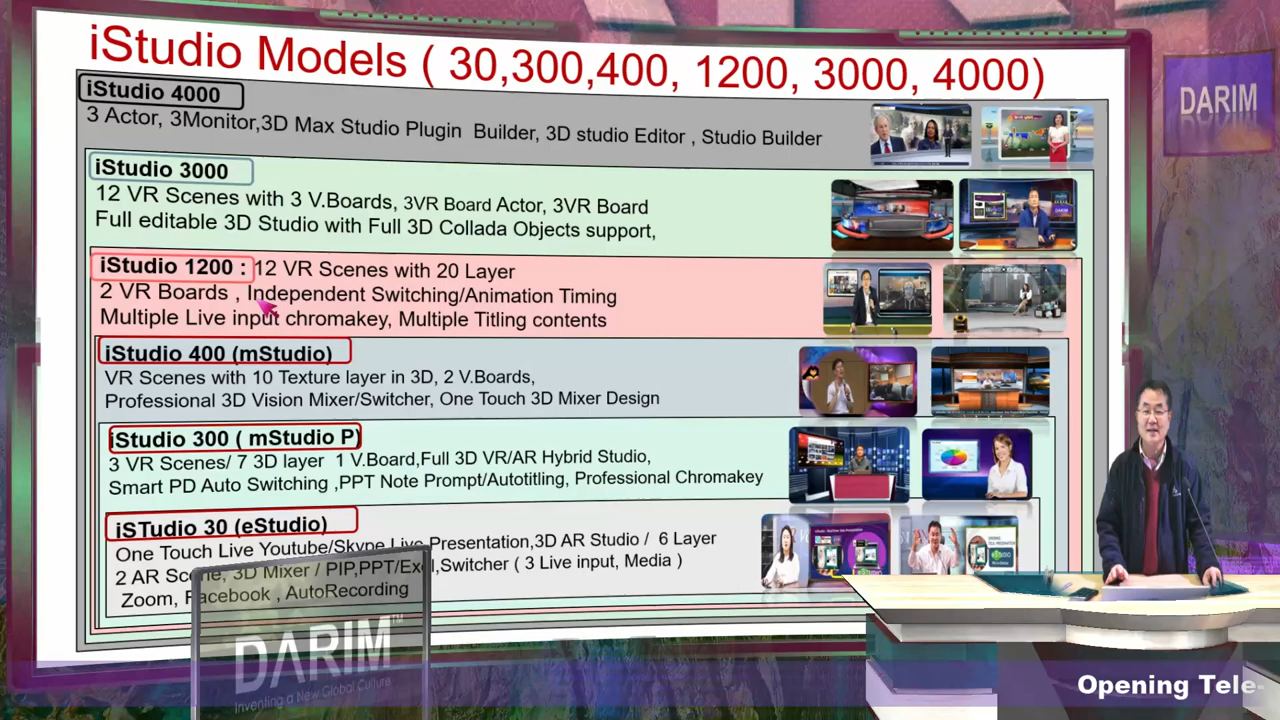 iStudio Models ( 30,300,400, 1200, 3000, 4000)
iStudio 4000
3 Actor, 3Monitor,3D Max Studio Plugin Builder, 3D studio Editor , Studio Builder
iStudio 3000
12 VR Scenes with 3 V.Boards, 3VR Board Actor, 3VR Board
Full editable 3D Studio with Full 3D Collada Objects support,
iStudio 1200 : 12 VR Scenes with 20 Layer
2 VR Boards , Independent Switching/Animation Timing
Multiple Live input chromakey, Multiple Titling contents
iStudio 400 (mStudio)
VR Scenes with 10 Texture layer in 3D, 2 V.Boards,
Professional 3D Vision Mixer/Switcher, One Touch 3D Mixer Design
iStudio 300 ( mStudio P)
3 VR Scenes/ 7 3D layer 1 V.Board,Full 3D VR/AR Hybrid Studio,
Smart PD Auto Switching ,PPT Note Prompt/Autotitling, Professional Chromakey
iSTudio 30 (eStudio)
One Touch Live Youtube/Skype Live Presentation,3D AR Studio / 6 Layer
2 AR Scene, 3D Mixer / PIP,PPT/Excel,Switcher ( 3 Live input, Media )
Zoom, Facebook , AutoRecording
DARIM
DARIM™
Inventing a New Global Culture
Opening Tele-